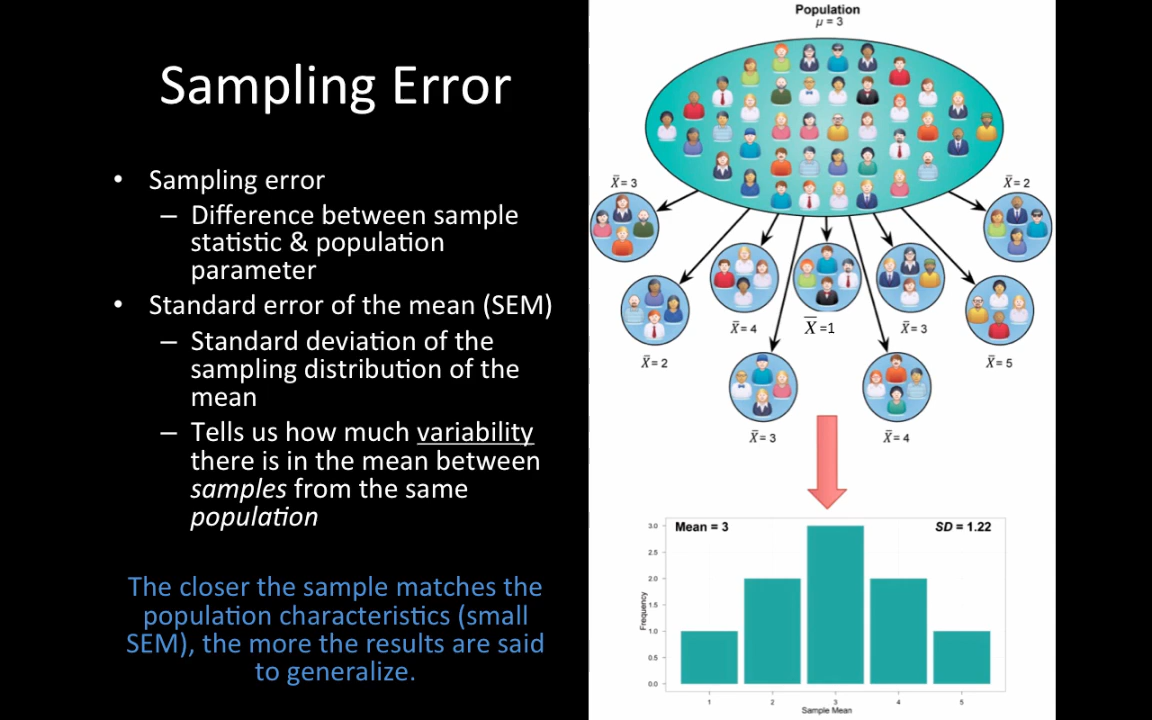 Sampling Error
• Sampling error
– Difference between sample
statistic & population
parameter
• Standard error of the mean (SEM)
– Standard deviation of the
sampling distribution of the
mean
– Tells us how much variability
there is in the mean between
samples from the same
population
The closer the sample matches the
population characteristics (small
SEM), the more the results are said
to generalize.
Population
μ = 3
X̅ = 3
X̅ = 2
X̅ = 4
X̅ =1
X̅ = 3
X̅ = 2
X̅ = 5
X̅ = 3
X̅ = 4
Mean = 3
SD = 1.22
Frequency
3.0
2.5
2.0
1.5
1.0
0.5
0.0
1 2 3 4 5
Sample Mean